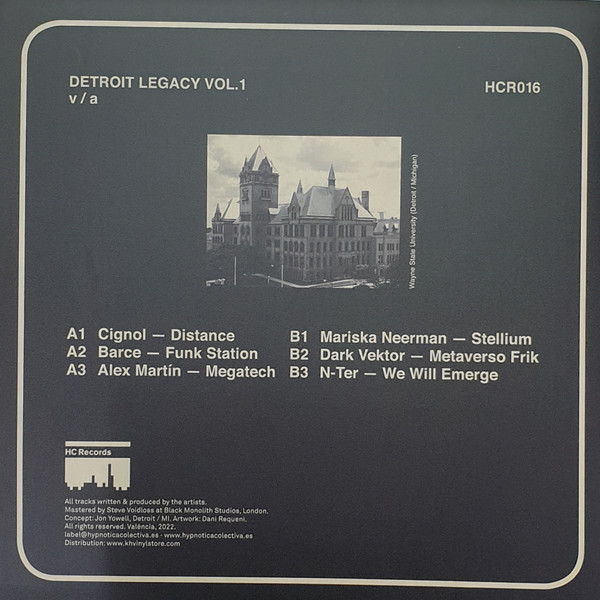 DETROIT LEGACY VOL.1
v / a
HCR016
Wayne State University (Detroit / Michigan)
A1 Cignol — Distance
A2 Barce — Funk Station
A3 Alex Martín — Megatech
B1 Mariska Neerman — Stellium
B2 Dark Vektor — Metaverso Frik
B3 N-Ter — We Will Emerge
HC Records
All tracks written & produced by the artists.
Mastered by Steve Voidloss at Black Monolith Studios, London.
Concept: Jon Yowell, Detroit / MI. Artwork: Dani Requeni.
All rights reserved. València, 2022.
label@hypnoticacolectiva.es · www.hypnoticacolectiva.es
Distribution: www.khvinylstore.com